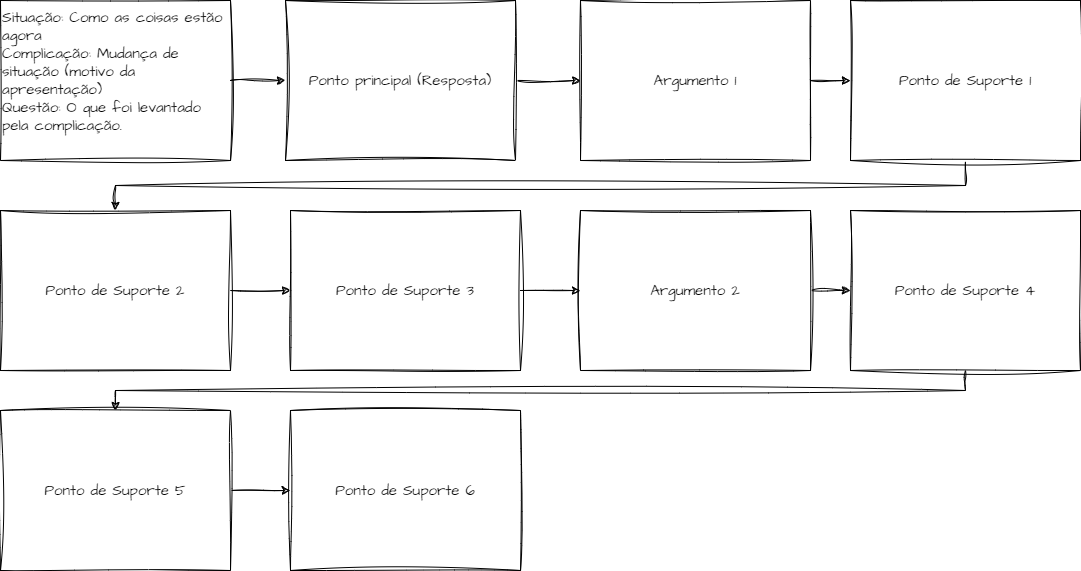 Situação: Como as coisas estão
agora
Complicação: Mudança de
situação (motivo da
apresentação)
Questão: O que foi levantado
pela complicação.
Ponto principal (Resposta)
Argumento 1
Ponto de Suporte 1
Ponto de Suporte 2
Ponto de Suporte 3
Argumento 2
Ponto de Suporte 4
Ponto de Suporte 5
Ponto de Suporte 6